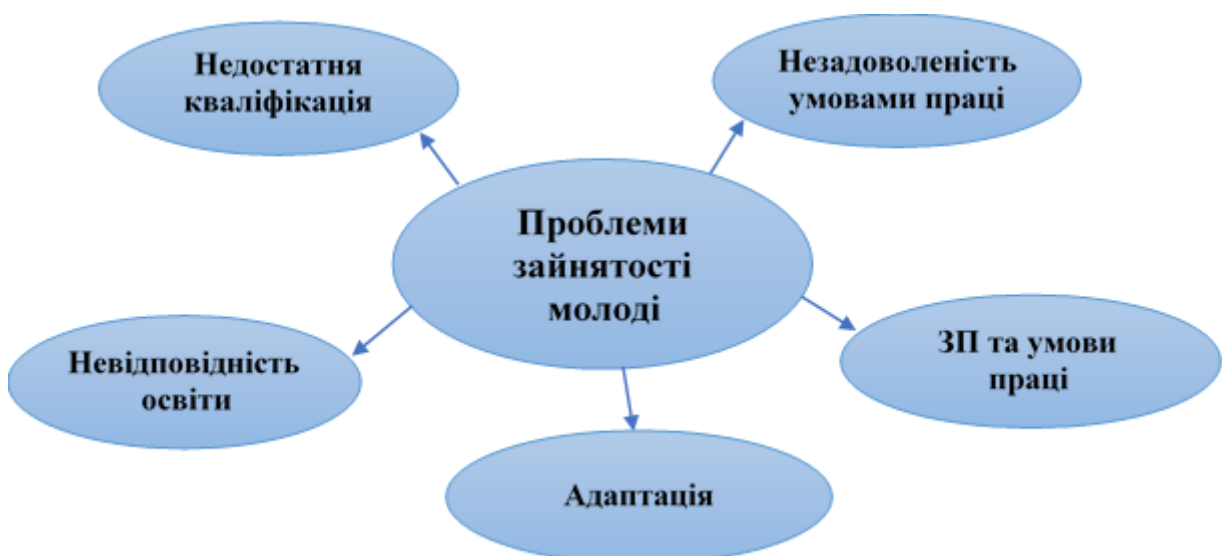 Недостатня
кваліфікація
Незадоволеність
умовами праці
Проблеми
зайнятості
молоді
Невідповідність
освіти
ЗП та умови
праці
Адаптація